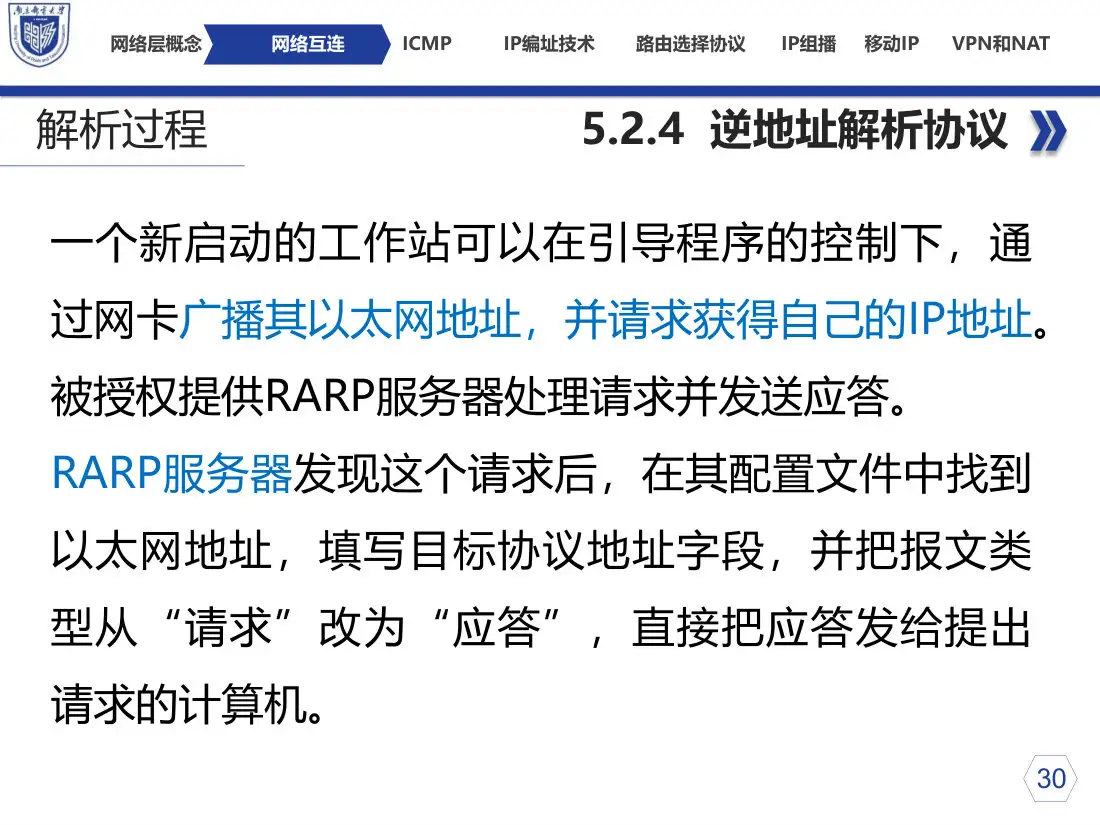 南京邮电大学
网络层概念 网络互连 ICMP IP编址技术 路由选择协议 IP组播 移动IP VPN和NAT
解析过程
5.2.4 逆地址解析协议
一个新启动的工作站可以在引导程序的控制下，通
过网卡广播其以太网地址，并请求获得自己的IP地址。
被授权提供RARP服务器处理请求并发送应答。
RARP服务器发现这个请求后，在其配置文件中找到
以太网地址，填写目标协议地址字段，并把报文类
型从“请求”改为“应答”，直接把应答发给提出
请求的计算机。
30